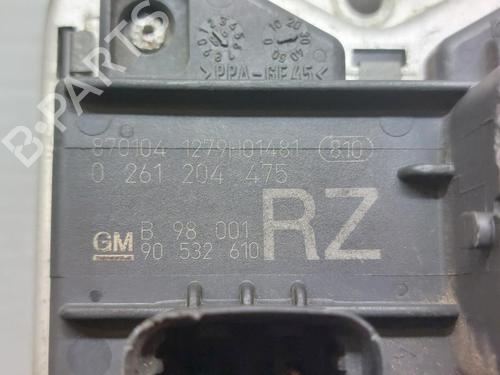 B-PARTS
>PPA-GF45<
870104 1279H01481 810
0 261 204 475
GM B 98 001 RZ
90 532 610